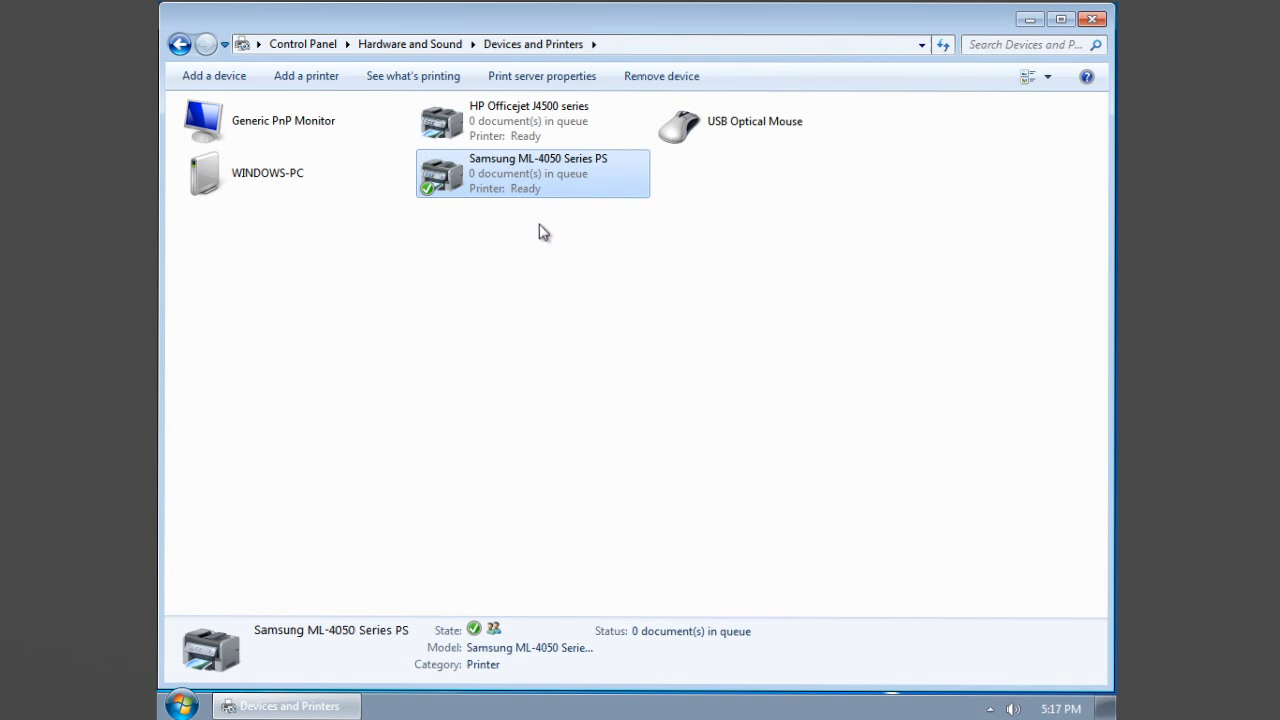 Control Panel Hardware and Sound Devices and Printers Search Devices and P...
Add a device Add a printer See what's printing Print server properties Remove device
Generic PnP Monitor
HP Officejet J4500 series
0 document(s) in queue
Printer: Ready
USB Optical Mouse
WINDOWS-PC
Samsung ML-4050 Series PS
0 document(s) in queue
Printer: Ready
Samsung ML-4050 Series PS State: Status: 0 document(s) in queue
Model: Samsung ML-4050 Serie...
Category: Printer
Devices and Printers 5:17 PM